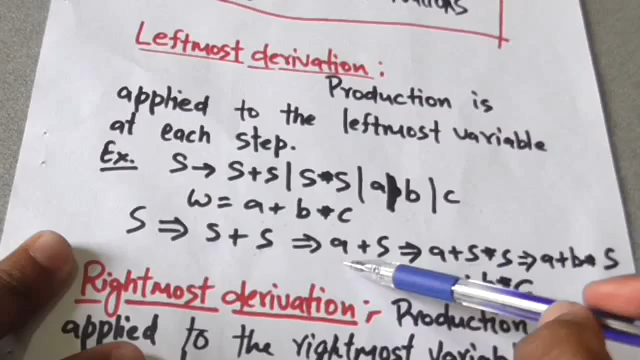 Leftmost derivation:
Production is
applied to the leftmost variable
at each step.
Ex. S → S+S | S*S | a | b | c
w = a + b * c
S ⇒ S + S ⇒ a + S ⇒ a+S*S ⇒ a+b*S
Rightmost derivation:- Production
applied to the rightmost